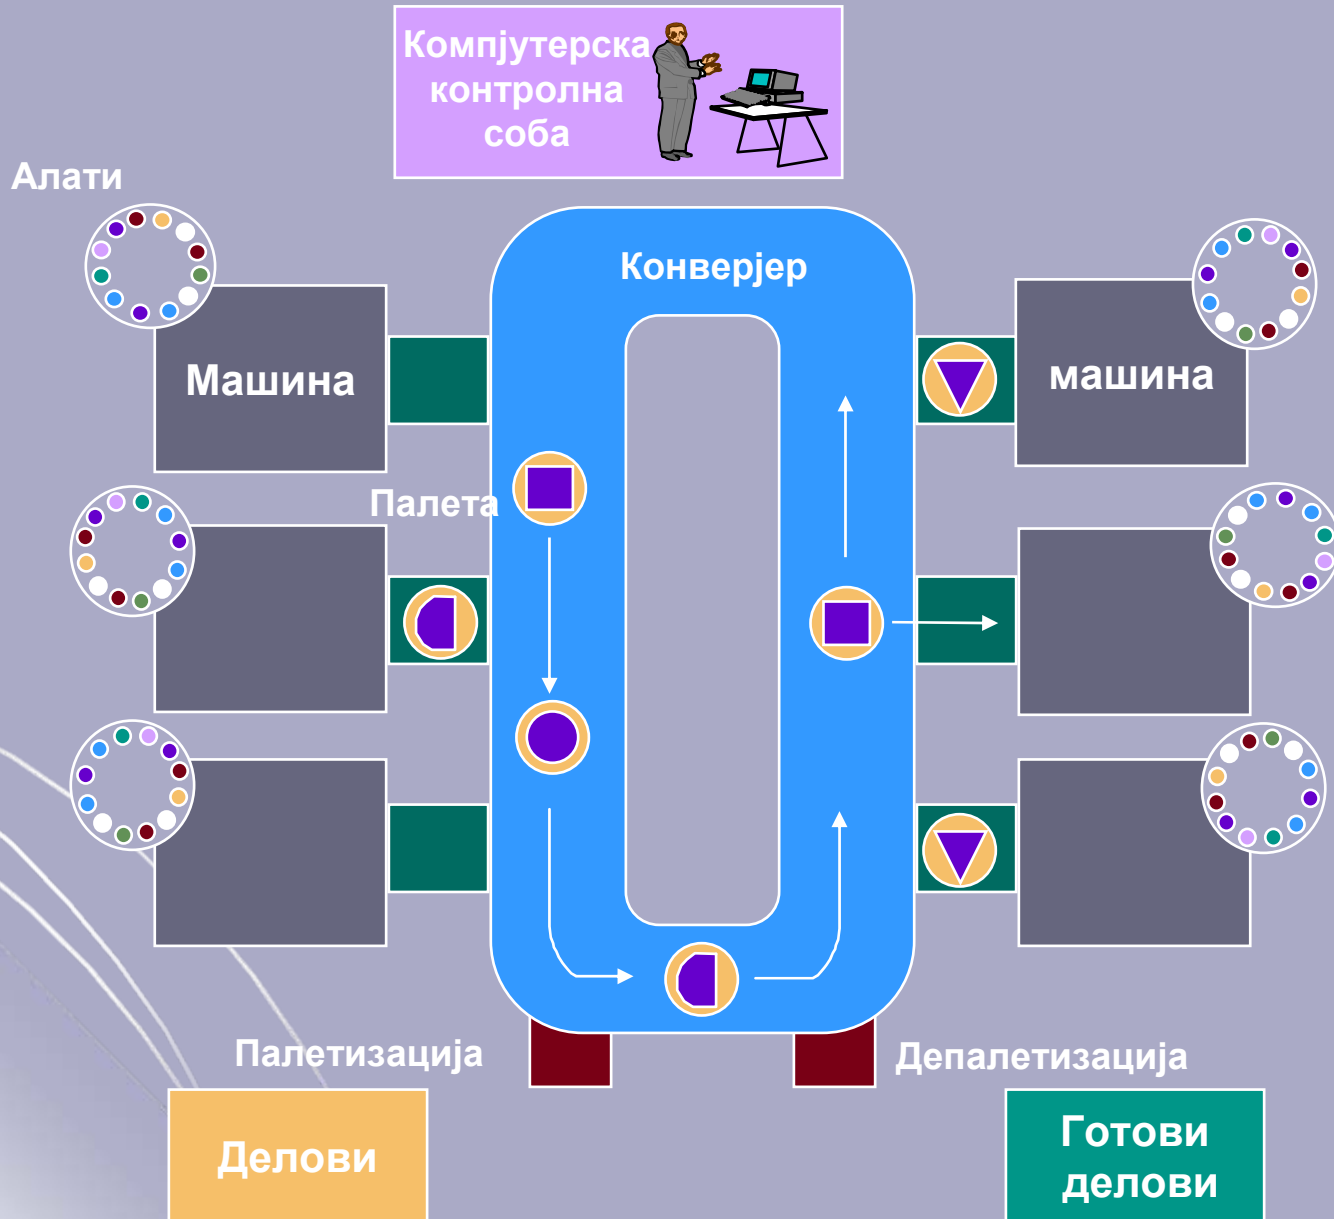 Компјутерска
контролна
соба
Алати
Конверјер
Машина
машина
Палета
Палетизација
Депалетизација
Делови
Готови
делови